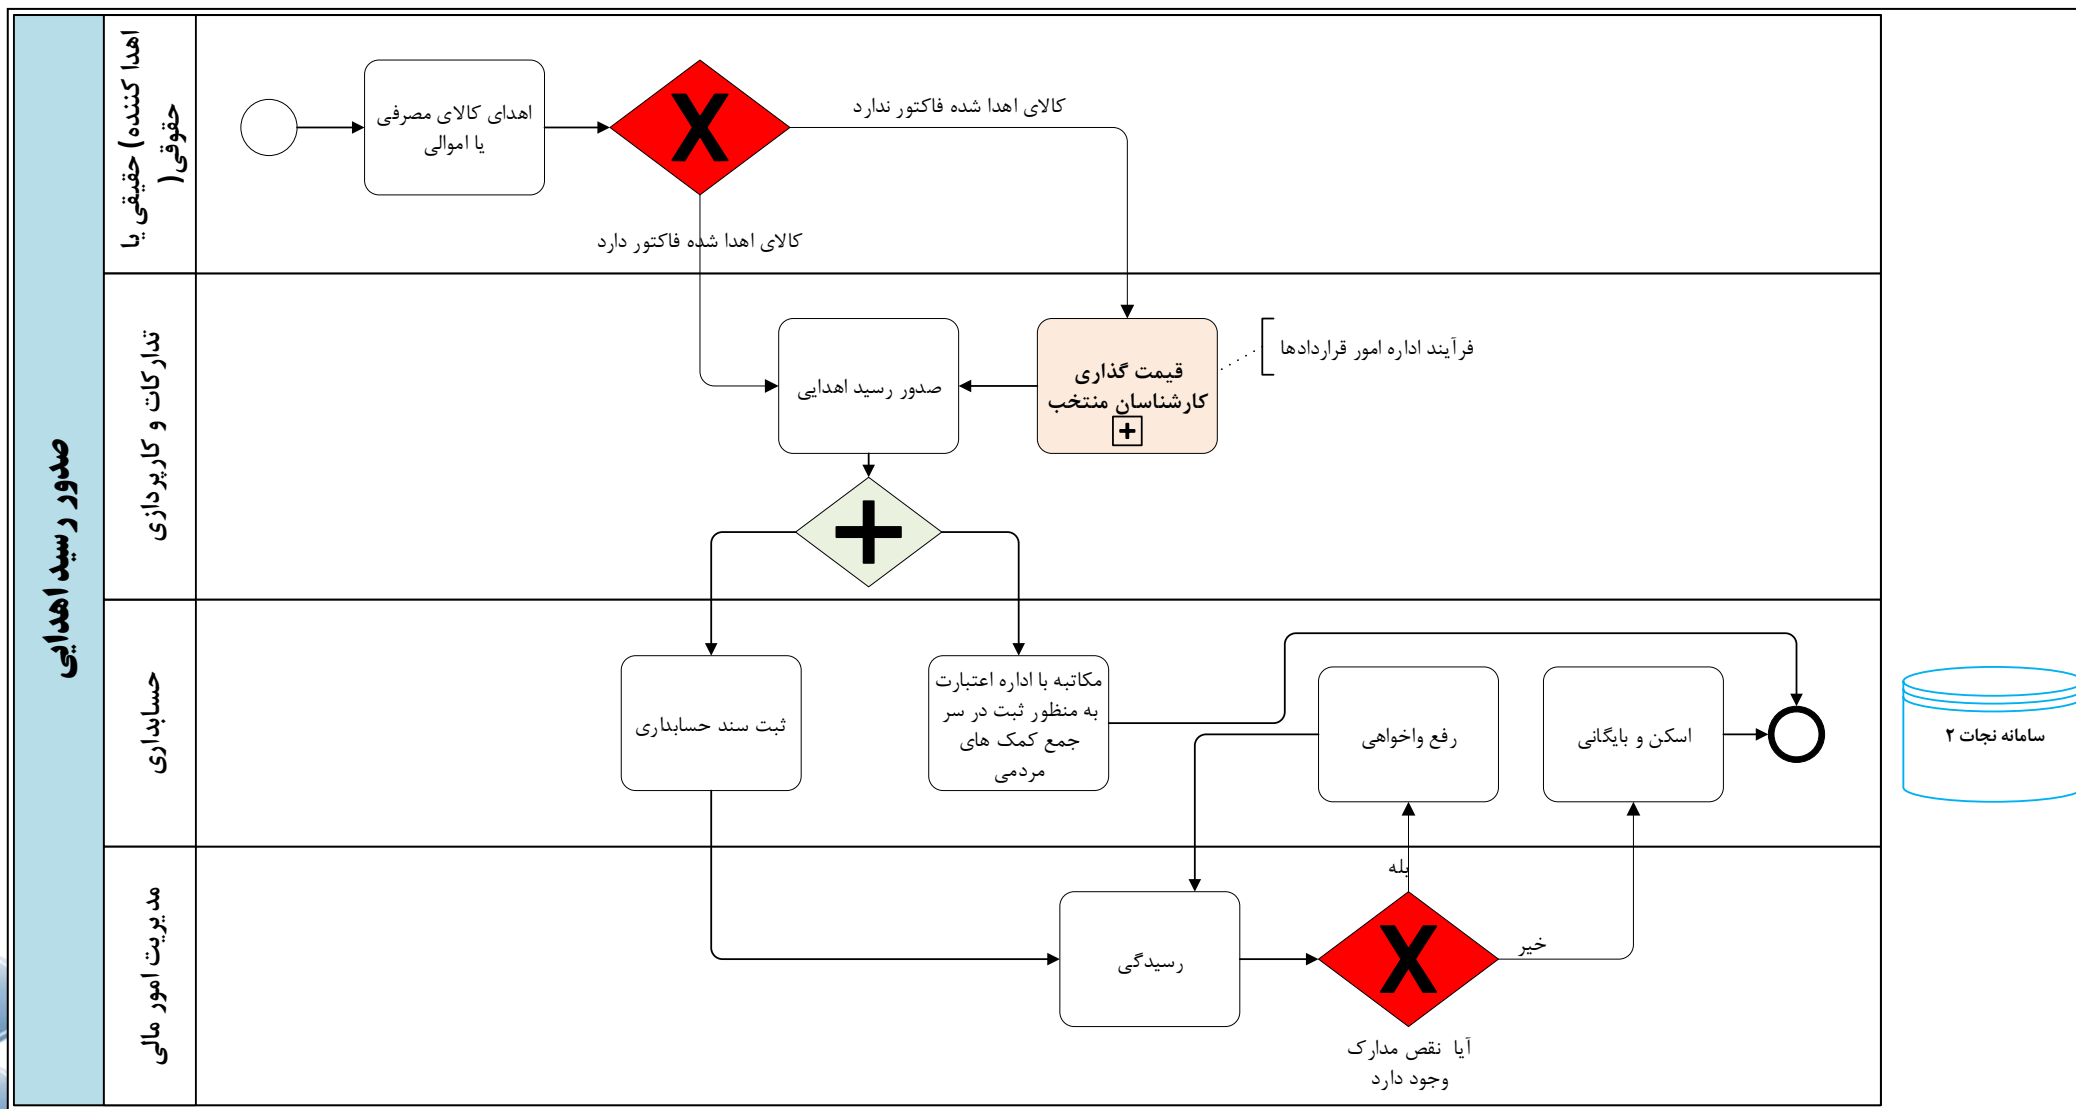 صدور رسید اهدایی
اهدا کننده) حقیقی یا
حقوقی(
اهدای کالای مصرفی
یا اموالی
X
کالای اهدا شده فاکتور ندارد
کالای اهدا شده فاکتور دارد
تدارکات و کارپردازی
فرآیند اداره امور قراردادها
قیمت گذاری
کارشناسان منتخب
صدور رسید اهدایی
حسابداری
ثبت سند حسابداری
مکاتبه با اداره اعتبارت
به منظور ثبت در سر
جمع کمک های
مردمی
رفع واخواهی
اسکن و بایگانی
سامانه نجات ۲
مدیریت امور مالی
رسیدگی
بله
X
خیر
آیا نقص مدارک
وجود دارد